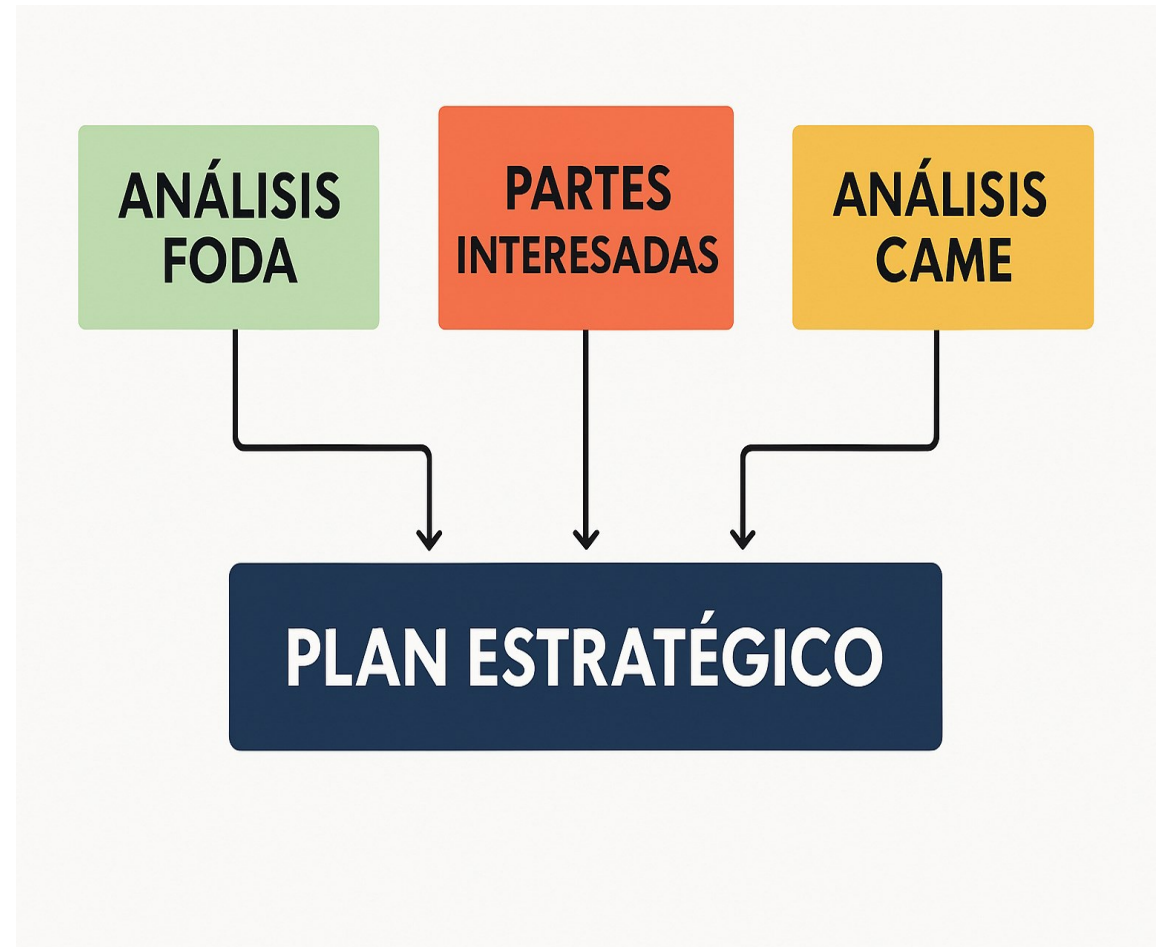 ANÁLISIS
FODA
PARTES
INTERESADAS
ANÁLISIS
CAME
PLAN ESTRATÉGICO